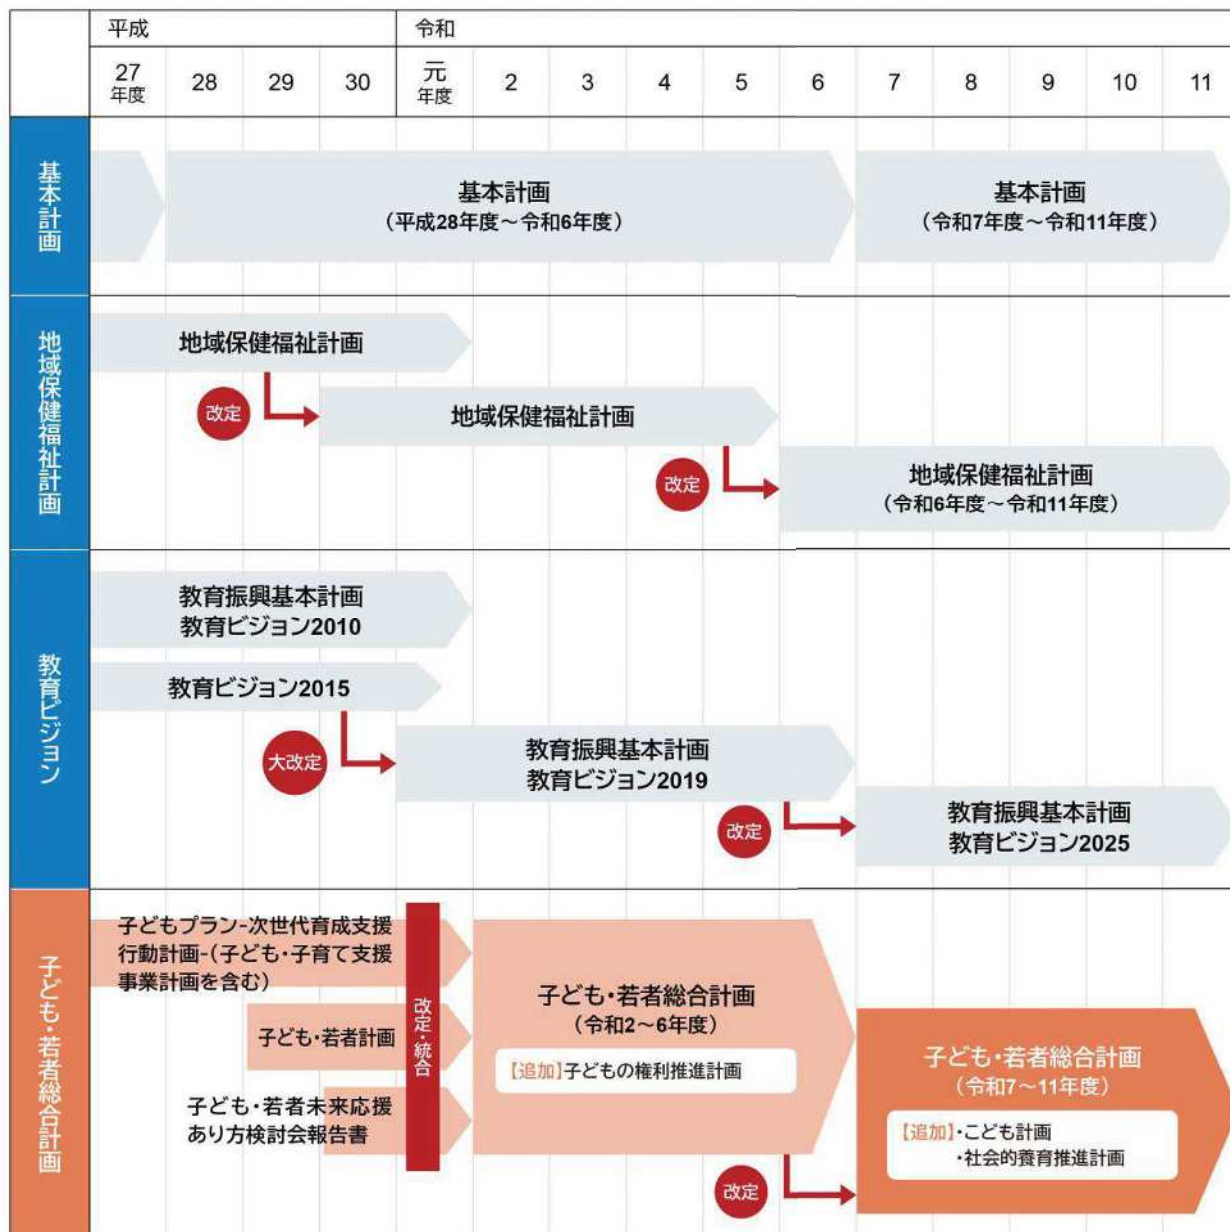 平成
令和
27
年度
28
29
30
元
年度
2
3
4
5
6
7
8
9
10
11
基本計画
基本計画
（平成28年度～令和6年度）
基本計画
（令和7年度～令和11年度）
地域保健福祉計画
地域保健福祉計画
改定
地域保健福祉計画
改定
地域保健福祉計画
（令和6年度～令和11年度）
教育ビジョン
教育振興基本計画
教育ビジョン2010
教育ビジョン2015
大改定
教育振興基本計画
教育ビジョン2019
改定
教育振興基本計画
教育ビジョン2025
子ども・若者総合計画
子どもプラン-次世代育成支援
行動計画-（子ども・子育て支援
事業計画を含む）
子ども・若者計画
子ども・若者未来応援
あり方検討会報告書
改定・統合
子ども・若者総合計画
（令和2～6年度）
【追加】子どもの権利推進計画
改定
子ども・若者総合計画
（令和7～11年度）
【追加】・こども計画
・社会的養育推進計画